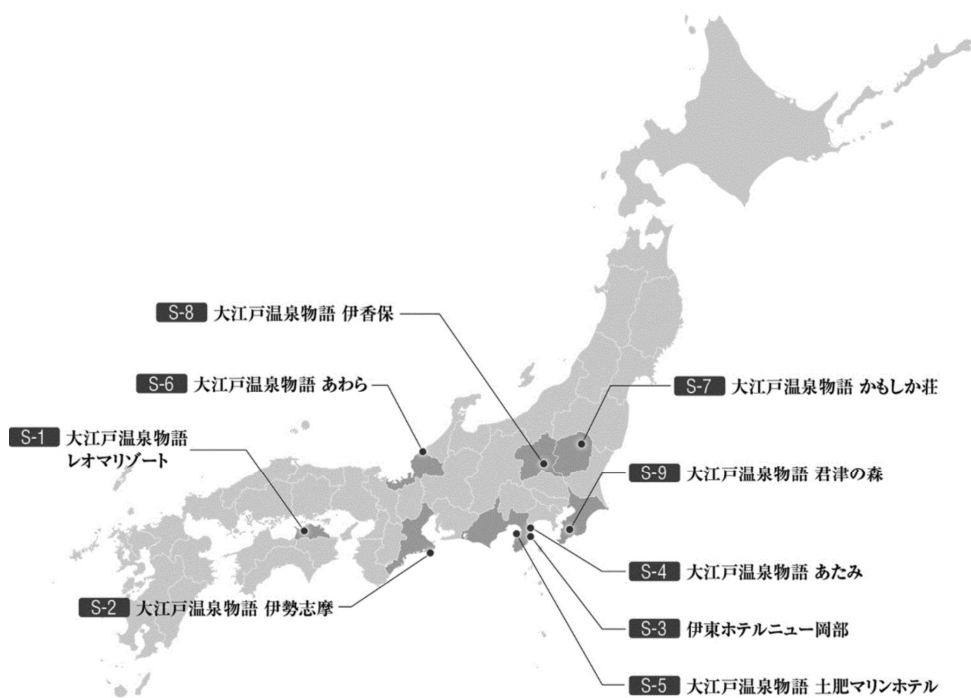 S-8 大江戸温泉物語 伊香保
S-6 大江戸温泉物語 あわら
S-7 大江戸温泉物語 かもしか荘
S-1 大江戸温泉物語
レオマリゾート
S-9 大江戸温泉物語 君津の森
S-4 大江戸温泉物語 あたみ
S-2 大江戸温泉物語 伊勢志摩
S-3 伊東ホテルニュー岡部
S-5 大江戸温泉物語 土肥マリンホテル